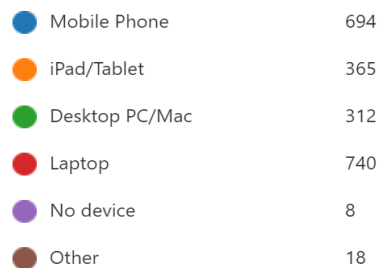 Mobile Phone 694
iPad/Tablet 365
Desktop PC/Mac 312
Laptop 740
No device 8
Other 18